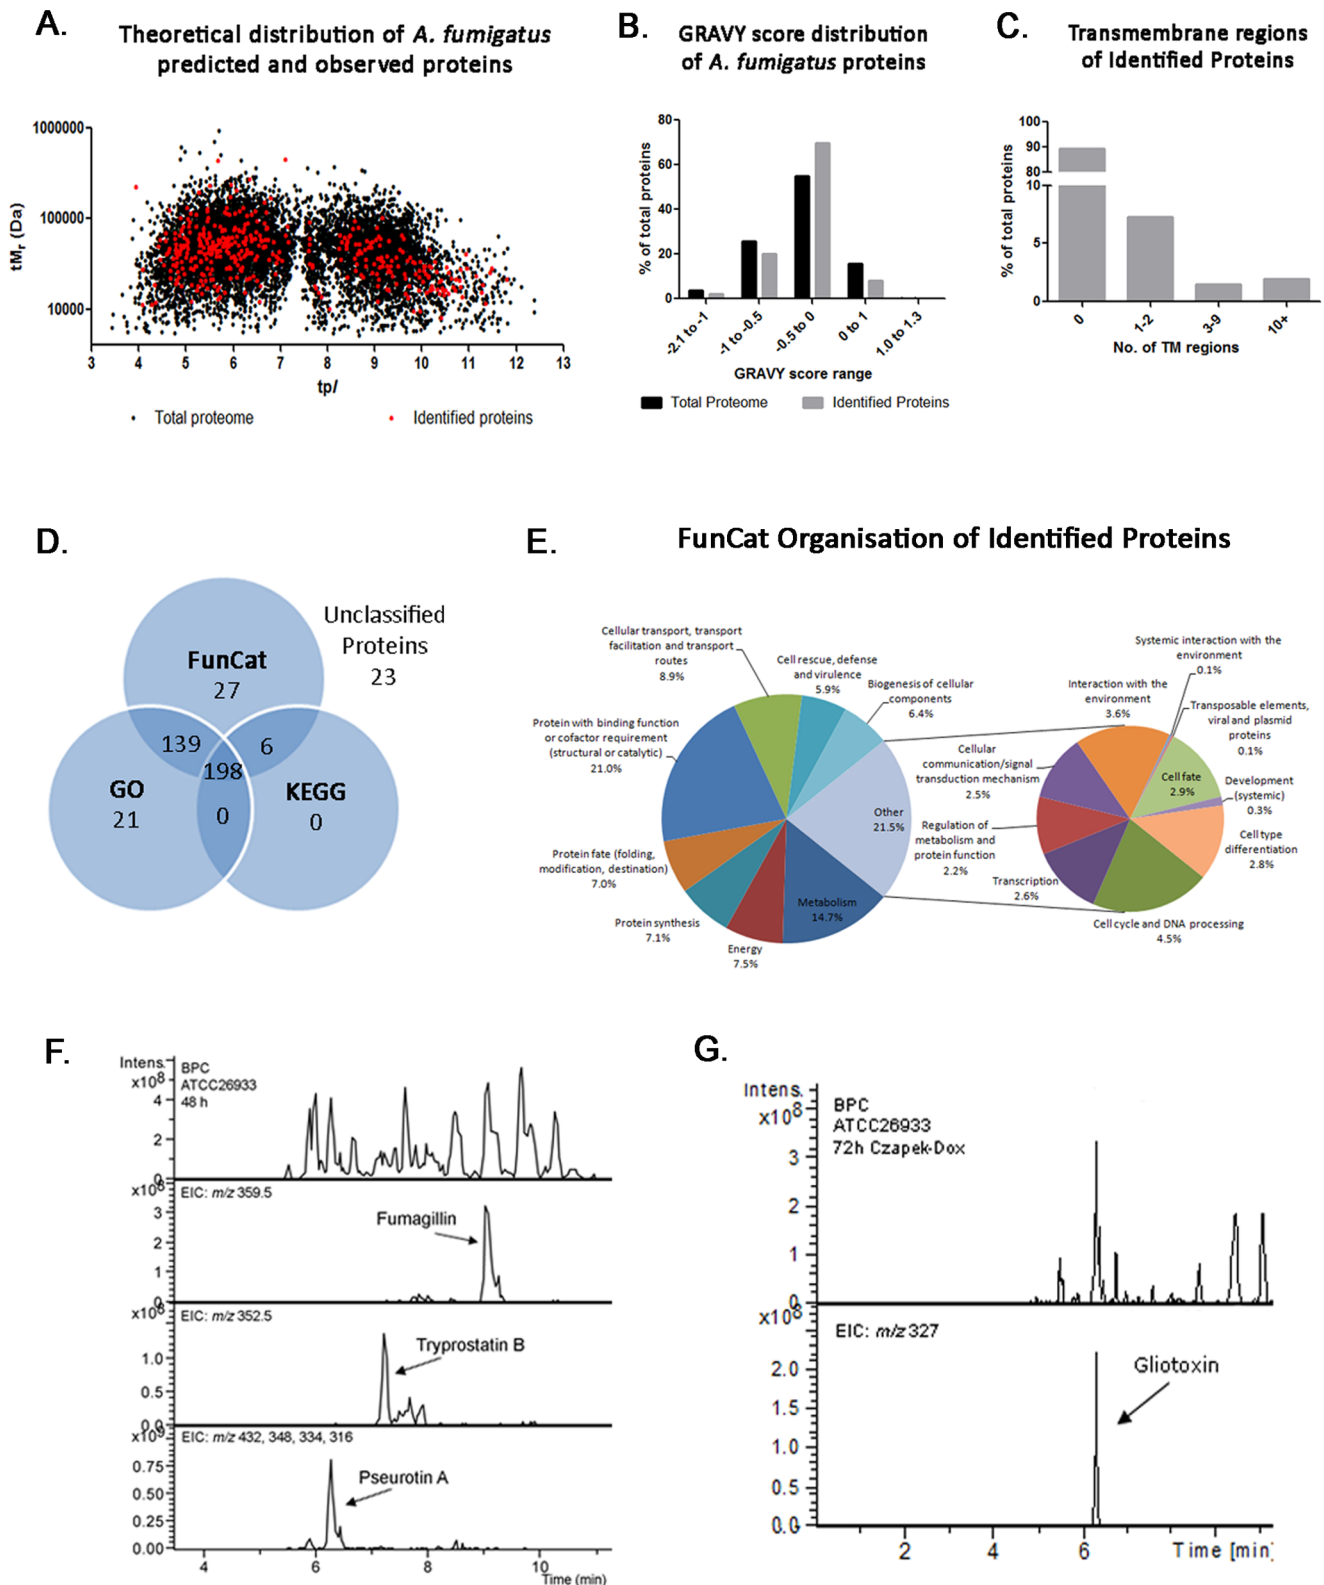 A.
Theoretical distribution of A. fumigatus
predicted and observed proteins
1000000
100000
10000
tMr (Da)
3 4 5 6 7 8 9 10 11 12 13
tpI
Total proteome
Identified proteins
B.
GRAVY score distribution
of A. fumigatus proteins
80
60
40
20
0
% of total proteins
-2.1 to -1
-1 to -0.5
-0.5 to 0
0 to 1
1.0 to 1.3
GRAVY score range
Total Proteome
Identified Proteins
C.
Transmembrane regions
of Identified Proteins
100
90
80
10
5
0
% of total proteins
0
1-2
3-9
10+
No. of TM regions
D.
FunCat
27
Unclassified
Proteins
23
139
6
198
GO
21
0
KEGG
0
E.
FunCat Organisation of Identified Proteins
Cellular transport, transport
facilitation and transport
routes
8.9%
Cell rescue, defense
and virulence
5.9%
Biogenesis of cellular
components
6.4%
Protein with binding function
or cofactor requirement
(structural or catalytic)
21.0%
Other
21.5%
Protein fate (folding,
modification, destination)
7.0%
Protein synthesis
7.1%
Energy
7.5%
Metabolism
14.7%
Systemic interaction with the
environment
0.1%
Interaction with the
environment
3.6%
Transposable elements,
viral and plasmid
proteins
0.1%
Cellular
communication/signal
transduction mechanism
2.5%
Cell fate
2.9%
Development
(systemic)
0.3%
Regulation of
metabolism and
protein function
2.2%
Cell type
differentiation
2.8%
Transcription
2.6%
Cell cycle and DNA processing
4.5%
F.
Intens.
x10⁸
BPC
ATCC26933
48 h
4
2
0
x10⁸
EIC: m/z 359.5
Fumagillin
3
2
1
0
x10⁸
EIC: m/z 352.5
Tryprostatin B
1.0
0.5
0.0
x10⁹
EIC: m/z 432, 348, 334, 316
Pseurotin A
0.75
0.50
0.25
0.00
4 6 8 10
Time (min)
G.
Intens.
x10⁸
BPC
ATCC26933
72h Czapek-Dox
3
2
1
0
x10⁸
EIC: m/z 327
Gliotoxin
2.0
1.5
1.0
0.5
0.0
2 4 6 Time [min]